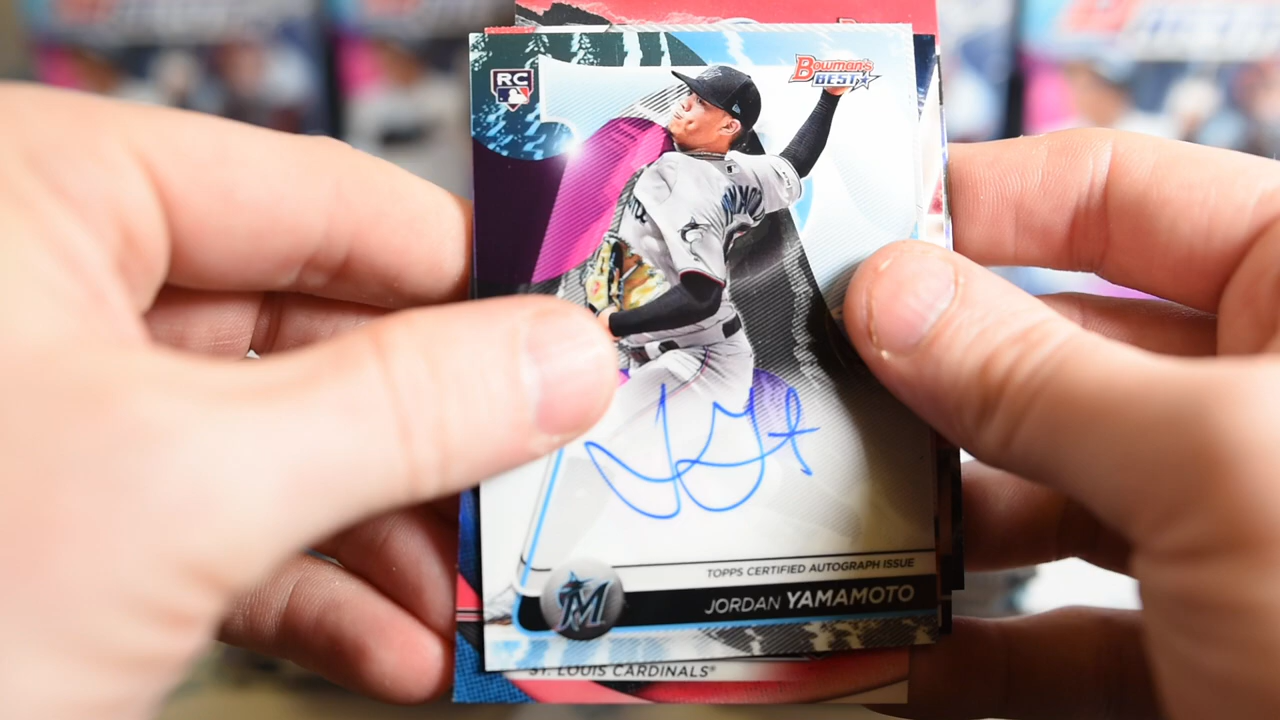 RC
Bowman's
BEST
TOPPS CERTIFIED AUTOGRAPH ISSUE
JORDAN YAMAMOTO
M
ST. LOUIS CARDINALS®